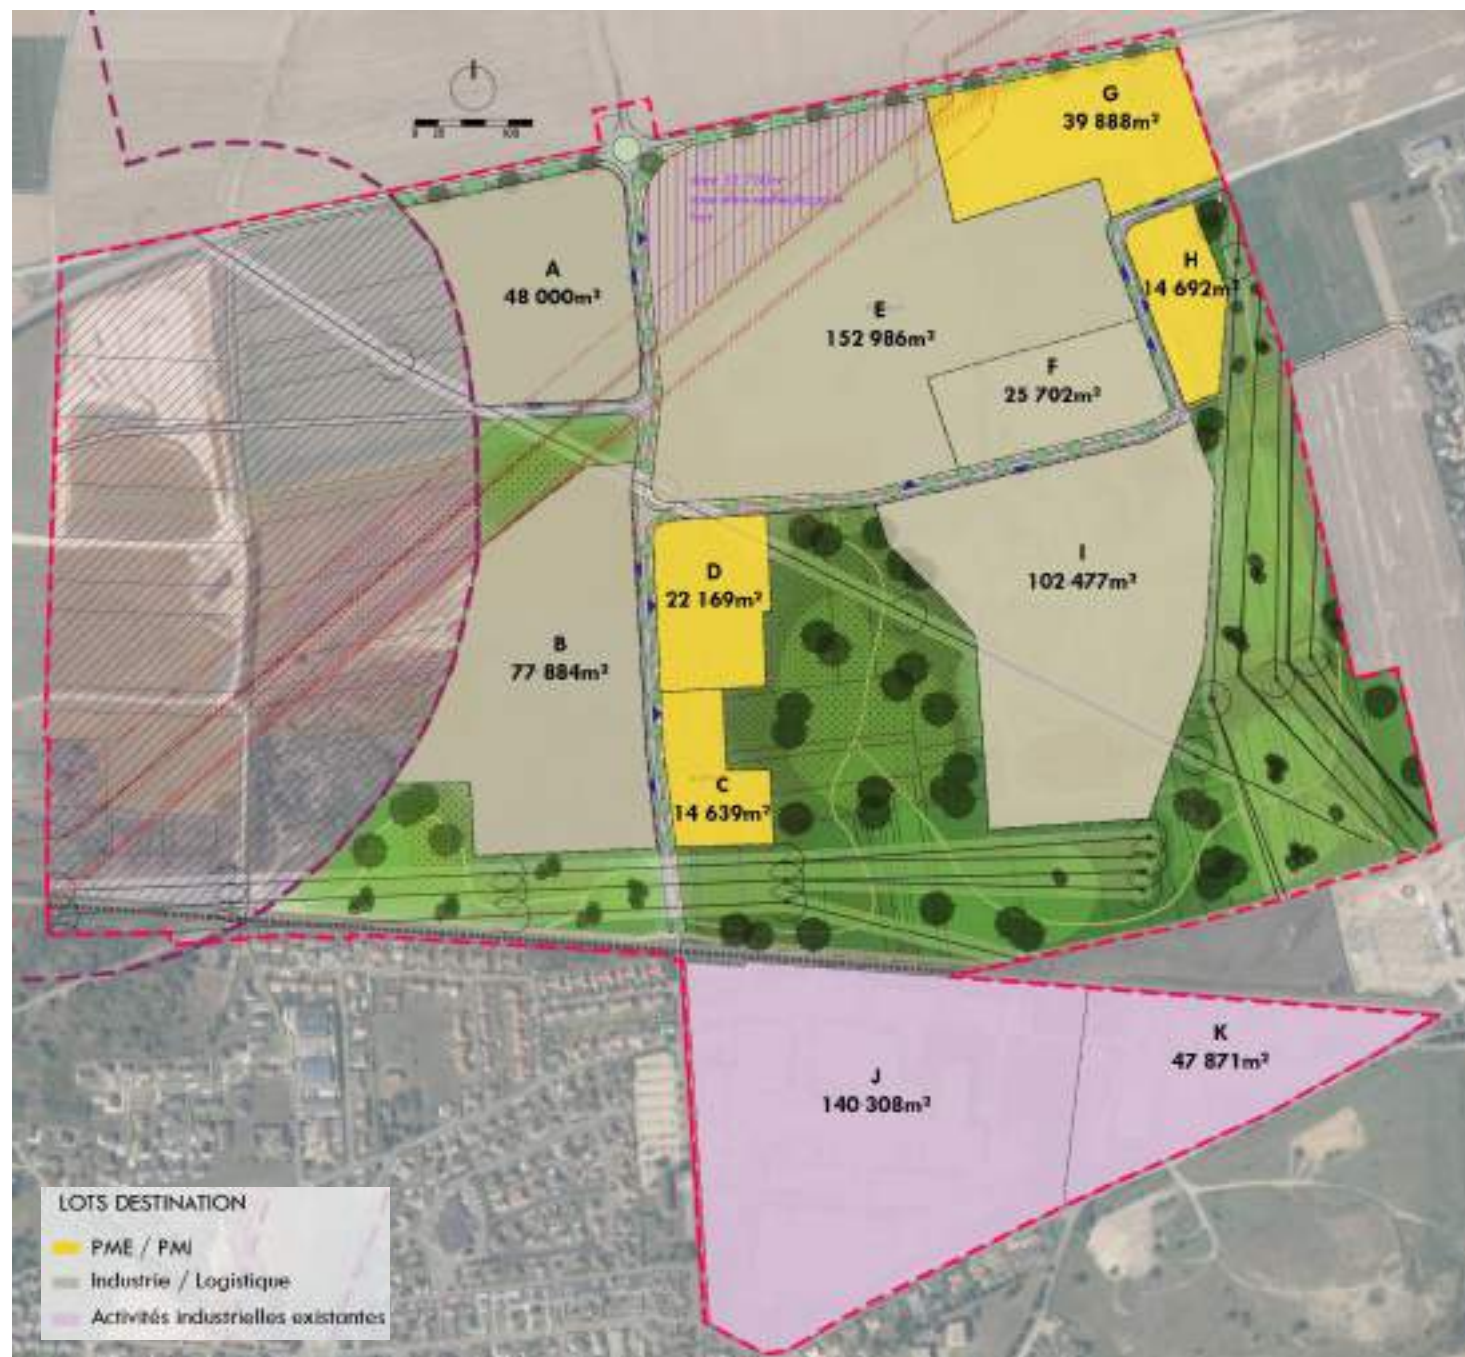 G
39 888m²
H
14 692m²
A
48 000m²
E
152 986m²
F
25 702m²
I
102 477m²
D
22 169m²
B
77 884m²
C
14 639m²
J
140 308m²
K
47 871m²
LOTS DESTINATION
PME / PMI
Industrie / Logistique
Activités industrielles existantes